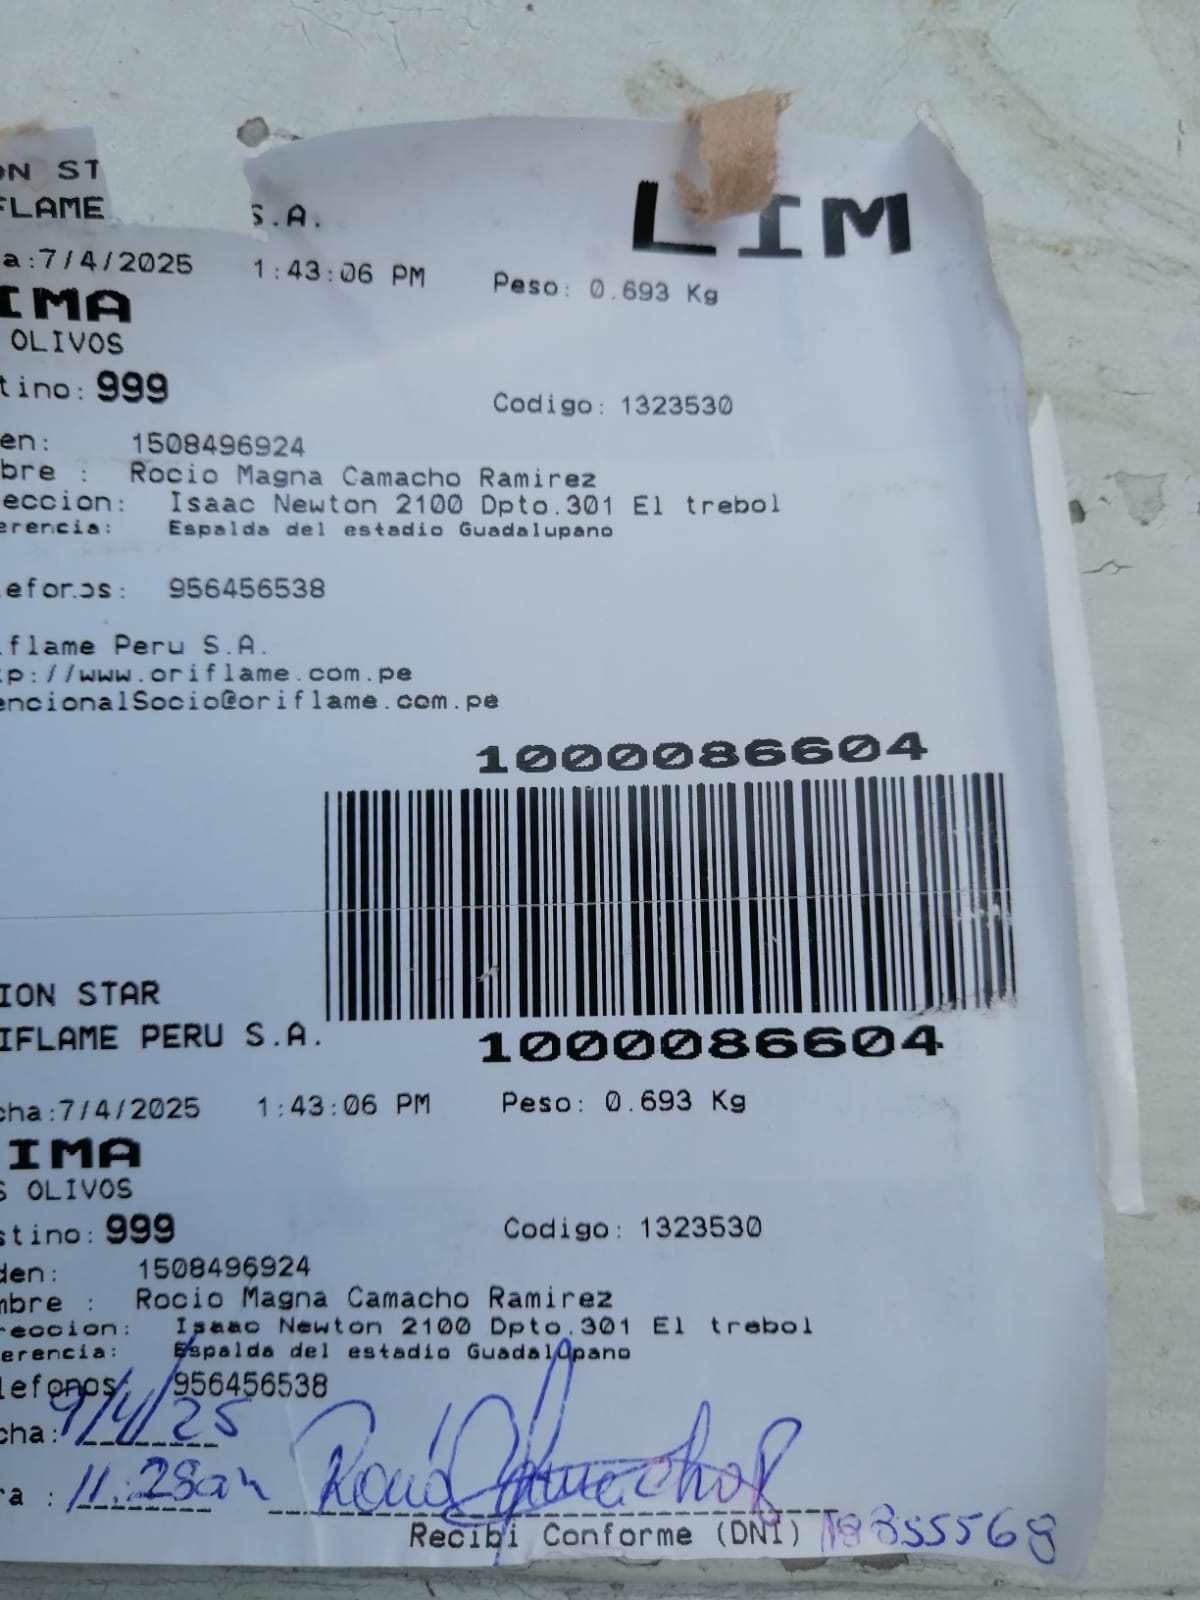 ON ST
FLAME S.A.
LIM
a:7/4/2025 1:43:06 PM Peso: 0.693 Kg
IMA
OLIVOS
tino: 999 Codigo: 1323530
en: 1508496924
bre : Rocio Magna Camacho Ramirez
eccion: Isaac Newton 2100 Dpto.301 El trebol
erencia: Espalda del estadio Guadalupano
efonos: 956456538
flame Peru S.A.
p://www.oriflame.com.pe
encionalSocio@oriflame.com.pe
1000086604
ION STAR
IFLAME PERU S.A. 1000086604
cha:7/4/2025 1:43:06 PM Peso: 0.693 Kg
IMA
S OLIVOS
stino: 999 Codigo: 1323530
den: 1508496924
mbre : Rocio Magna Camacho Ramirez
reccion: Isaac Newton 2100 Dpto.301 El trebol
erencia: Espalda del estadio Guadalupano
lefonos: 956456538
cha: 9/4/25
ra : 11:28am Rocío Camacho R
Recibi Conforme (DNI)